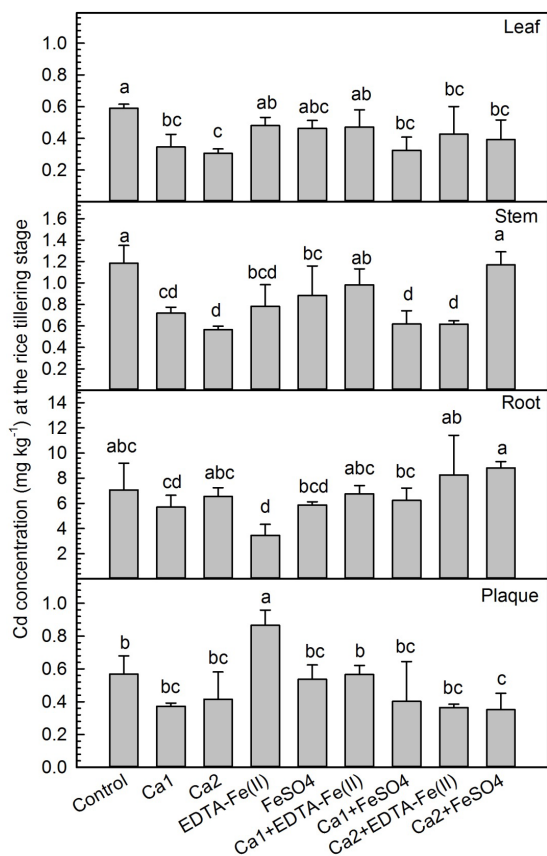 Cd concentration (mg kg⁻¹) at the rice tillering stage
Leaf
1.0
0.8
0.6
0.4
0.2
a bc c ab abc ab bc bc bc
Stem
1.6
1.4
1.2
1.0
0.8
0.6
0.4
0.2
a cd d bcd bc ab d d a
Root
14
12
10
8
6
4
2
abc cd abc d bcd abc bc ab a
Plaque
1.0
0.8
0.6
0.4
0.2
0.0
b bc bc a bc b bc bc c
Control
Ca1
Ca2
EDTA-Fe(II)
FeSO4
Ca1+EDTA-Fe(II)
Ca1+FeSO4
Ca2+EDTA-Fe(II)
Ca2+FeSO4